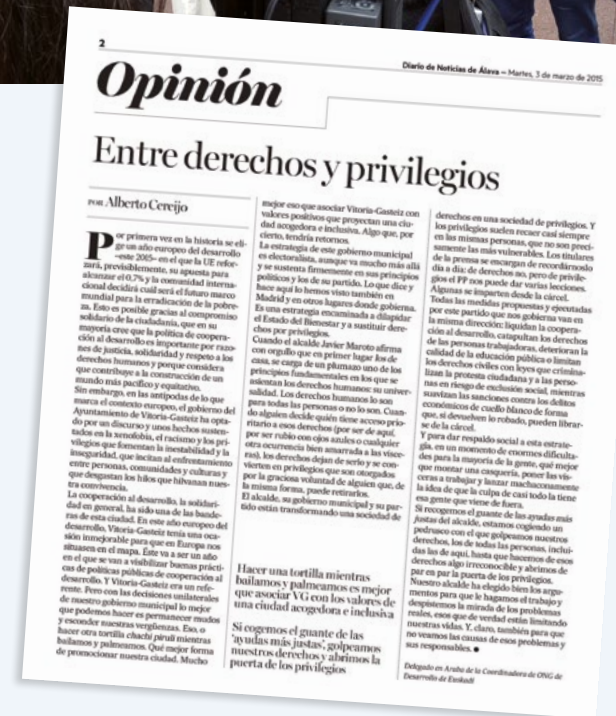 2
Diario de Noticias de Álava – Martes, 3 de marzo de 2015
Opinión
Entre derechos y privilegios
POR Alberto Cereijo
Por primera vez en la historia se eli-
ge un año europeo del desarrollo
–este 2015– en el que la UE refor-
zará, previsiblemente, su apuesta para
alcanzar el 0,7% y la comunidad interna-
cional decidirá cuál será el futuro marco
mundial para la erradicación de la pobre-
za. Esto es posible gracias al compromiso
solidario de la ciudadanía, que en su
mayoría cree que la política de coopera-
ción al desarrollo es importante por razo-
nes de justicia, solidaridad y respeto a los
derechos humanos y porque considera
que contribuye a la construcción de un
mundo más pacífico y equitativo.
Sin embargo, en las antípodas de lo que
marca el contexto europeo, el gobierno del
Ayuntamiento de Vitoria-Gasteiz ha opta-
do por un discurso y unos hechos susten-
tados en la xenofobia, el racismo y los pri-
vilegios que fomentan la inestabilidad y la
inseguridad, que incitan al enfrentamiento
entre personas, comunidades y culturas y
que desgastan los hilos que hilvanan nues-
tra convivencia.
La cooperación al desarrollo, la solidari-
dad en general, ha sido una de las bande-
ras de esta ciudad. En este año europeo del
desarrollo, Vitoria-Gasteiz tenía una oca-
sión inmejorable para que en Europa nos
situasen en el mapa. Este va a ser un año
en el que se van a visibilizar buenas prácti-
cas de políticas públicas de cooperación al
desarrollo. Y Vitoria-Gasteiz era un refe-
rente. Pero con las decisiones unilaterales
de nuestro gobierno municipal lo mejor
que podemos hacer es permanecer mudos
y esconder nuestras vergüenzas. Eso, o
hacer otra tortilla chachi piruli mientras
bailamos y palmeamos. Qué mejor forma
de promocionar nuestra ciudad. Mucho
mejor eso que asociar Vitoria-Gasteiz con
valores positivos que proyectan una ciu-
dad acogedora e inclusiva. Algo que, por
cierto, tendría retornos.
La estrategia de este gobierno municipal
es electoralista, aunque va mucho más allá
y se sustenta firmemente en sus principios
políticos y los de su partido. Lo que dice y
hace aquí lo hemos visto también en
Madrid y en otros lugares donde gobierna.
Es una estrategia encaminada a dilapidar
el Estado del Bienestar y a sustituir dere-
chos por privilegios.
Cuando el alcalde Javier Maroto afirma
con orgullo que en primer lugar los de
casa, se carga de un plumazo uno de los
principios fundamentales en los que se
asientan los derechos humanos: su univer-
salidad. Los derechos humanos lo son
para todas las personas o no lo son. Cuan-
do alguien decide quién tiene acceso prio-
ritario a esos derechos (por ser de aquí,
por ser rubio con ojos azules o cualquier
otra ocurrencia bien amarrada a las vísce-
ras), los derechos dejan de serlo y se con-
vierten en privilegios que son otorgados
por la graciosa voluntad de alguien que, de
la misma forma, puede retirarlos.
El alcalde, su gobierno municipal y su par-
tido están transformando una sociedad de
Hacer una tortilla mientras
bailamos y palmeamos es mejor
que asociar VG con los valores de
una ciudad acogedora e inclusiva
Si cogemos el guante de las
'ayudas más justas', golpeamos
nuestros derechos y abrimos la
puerta de los privilegios
derechos en una sociedad de privilegios. Y
los privilegios suelen recaer casi siempre
en las mismas personas, que no son preci-
samente las más vulnerables. Los titulares
de la prensa se encargan de recordárnoslo
día a día: de derechos no, pero de privile-
gios el PP nos puede dar varias lecciones.
Algunas se imparten desde la cárcel.
Todas las medidas propuestas y ejecutadas
por este partido que nos gobierna van en
la misma dirección: liquidan la coopera-
ción al desarrollo, catapultan los derechos
de las personas trabajadoras, deterioran la
calidad de la educación pública o limitan
los derechos civiles con leyes que crimina-
lizan la protesta ciudadana y a las perso-
nas en riesgo de exclusión social, mientras
suavizan las sanciones contra los delitos
económicos de cuello blanco de forma
que, si devuelven lo robado, pueden librar-
se de la cárcel.
Y para dar respaldo social a esta estrate-
gia, en un momento de enormes dificulta-
des para la mayoría de la gente, qué mejor
que montar una casquería, poner las vís-
ceras a trabajar y lanzar machaconamente
la idea de que la culpa de casi todo la tiene
esa gente que viene de fuera.
Si recogemos el guante de las ayudas más
justas del alcalde, estamos cogiendo un
pedrusco con el que golpeamos nuestros
derechos, los de todas las personas, inclui-
das las de aquí, hasta que hacemos de esos
derechos algo irreconocible y abrimos de
par en par la puerta de los privilegios.
Nuestro alcalde ha elegido bien los argu-
mentos para que le hagamos el trabajo y
despistemos la mirada de los problemas
reales, esos que de verdad están limitando
nuestras vidas. Y, claro, también para que
no veamos las causas de esos problemas y
sus responsables. ●
Delegado en Araba de la Coordinadora de ONG de
Desarrollo de Euskadi